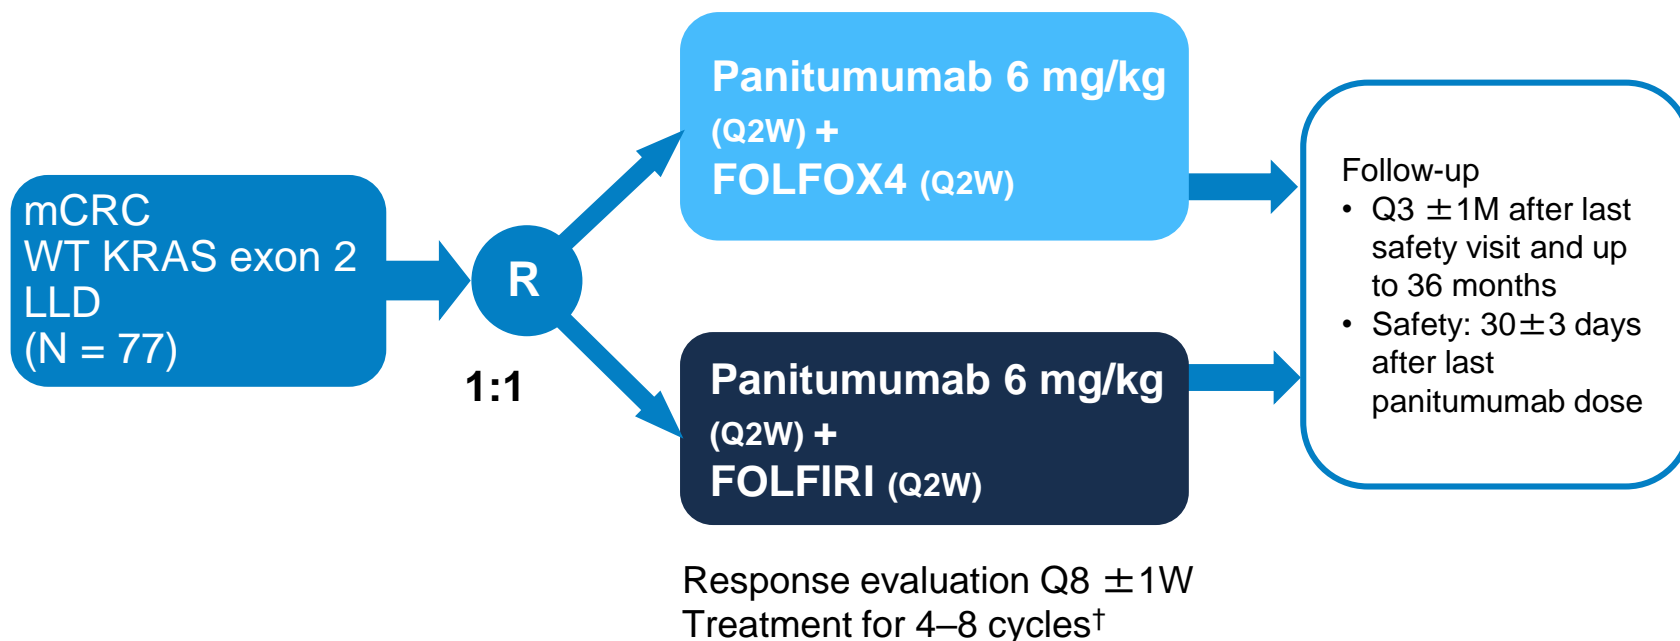 mCRC
WT KRAS exon 2
LLD
(N = 77)
R
1:1
Panitumumab 6 mg/kg
(Q2W) +
FOLFOX4 (Q2W)
Panitumumab 6 mg/kg
(Q2W) +
FOLFIRI (Q2W)
Response evaluation Q8 ±1W
Treatment for 4–8 cycles†
Follow-up
• Q3 ±1M after last
safety visit and up
to 36 months
• Safety: 30±3 days
after last
panitumumab dose